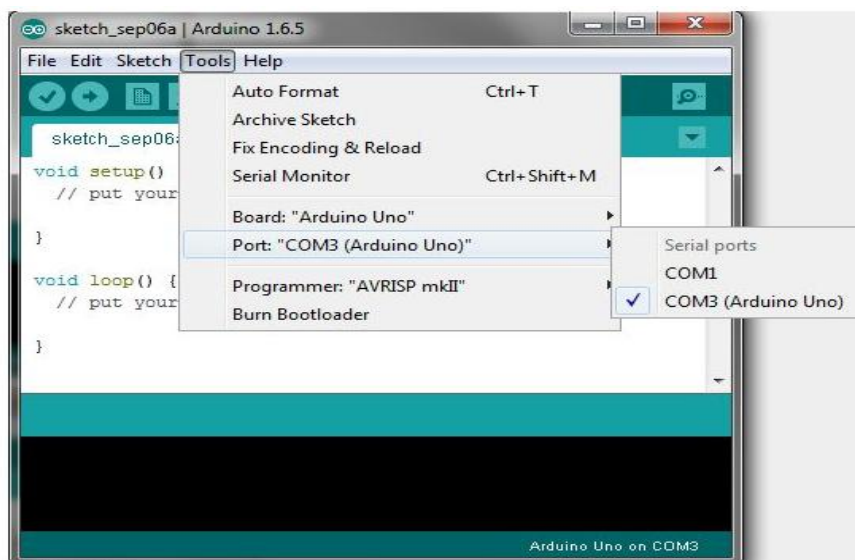 sketch_sep06a | Arduino 1.6.5
File Edit Sketch Tools Help
Auto Format Ctrl+T
Archive Sketch
sketch_sep06a
Fix Encoding & Reload
void setup()
Serial Monitor Ctrl+Shift+M
// put your
Board: "Arduino Uno"
}
Port: "COM3 (Arduino Uno)"
Serial ports
COM1
void loop() {
Programmer: "AVRISP mkII"
COM3 (Arduino Uno)
// put your
Burn Bootloader
}
Arduino Uno on COM3